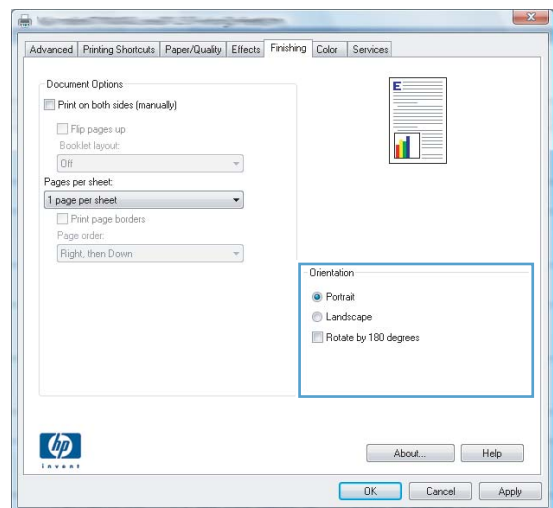 Advanced Printing Shortcuts Paper/Quality Effects Finishing Color Services
Document Options
Print on both sides (manually)
Flip pages up
Booklet layout:
Off
Pages per sheet:
1 page per sheet
Print page borders
Page order:
Right, then Down
E
Orientation
Portrait
Landscape
Rotate by 180 degrees
hp
invent
About... Help
OK Cancel Apply